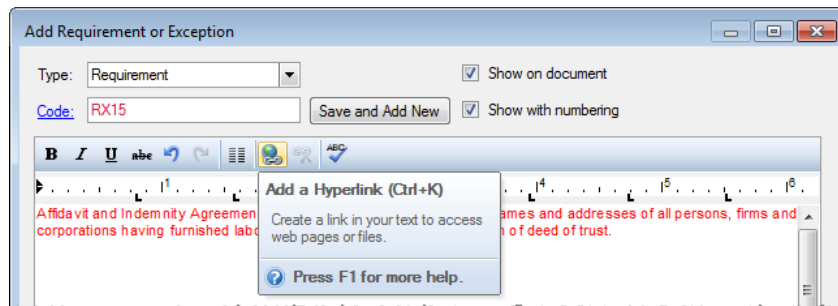 Add Requirement or Exception
Type: Requirement Show on document
Code: RX15 Save and Add New Show with numbering
B I U abc ABC
1 4 5 6
Add a Hyperlink (Ctrl+K)
Affidavit and Indemnity Agreemen ames and addresses of all persons, firms and
Create a link in your text to access
corporations having furnished labo n of deed of trust.
web pages or files.
Press F1 for more help.